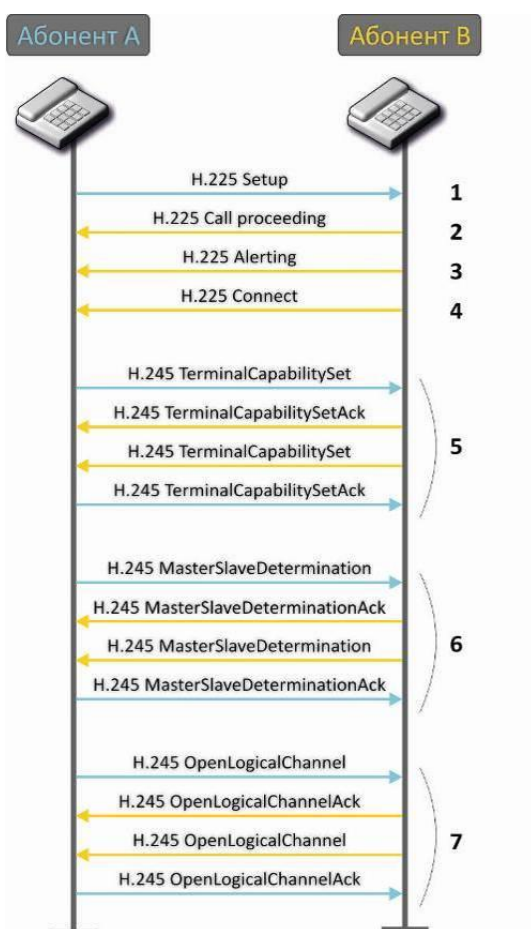 Абонент А
Абонент В
H.225 Setup
1
H.225 Call proceeding
2
H.225 Alerting
3
H.225 Connect
4
H.245 TerminalCapabilitySet
H.245 TerminalCapabilitySetAck
H.245 TerminalCapabilitySet
H.245 TerminalCapabilitySetAck
5
H.245 MasterSlaveDetermination
H.245 MasterSlaveDeterminationAck
H.245 MasterSlaveDetermination
H.245 MasterSlaveDeterminationAck
6
H.245 OpenLogicalChannel
H.245 OpenLogicalChannelAck
H.245 OpenLogicalChannel
H.245 OpenLogicalChannelAck
7